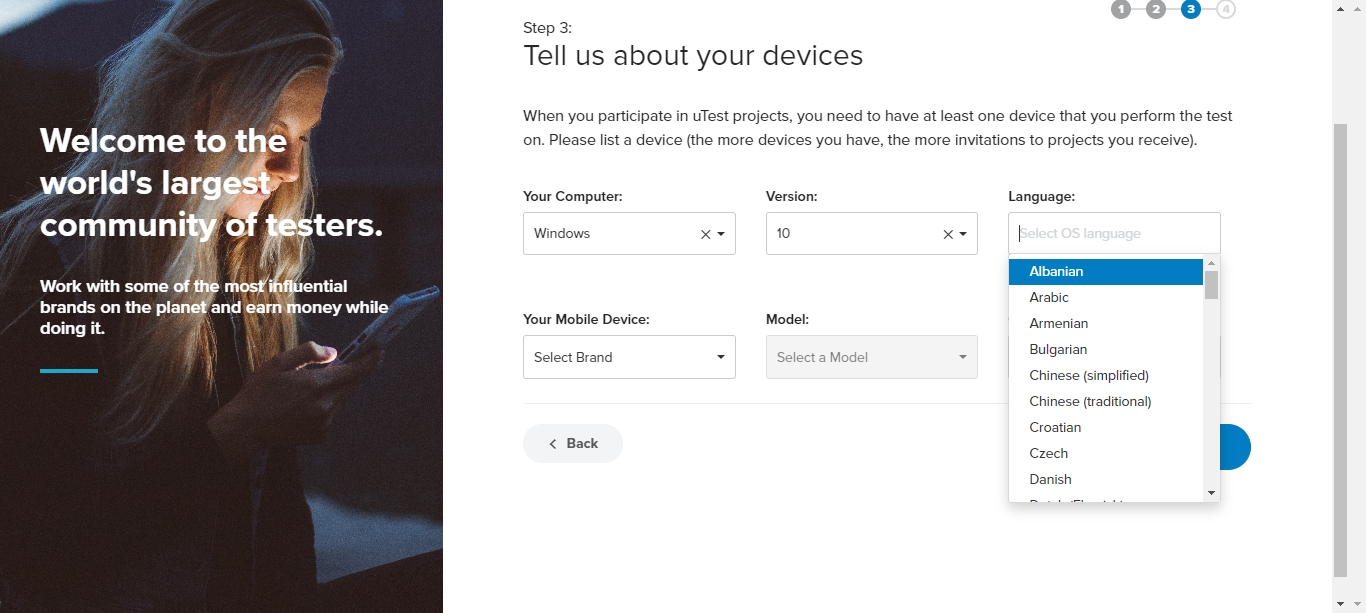 1 2 3 4
Step 3:
Tell us about your devices
Welcome to the
world's largest
community of testers.
Work with some of the most influential
brands on the planet and earn money while
doing it.
When you participate in uTest projects, you need to have at least one device that you perform the test
on. Please list a device (the more devices you have, the more invitations to projects you receive).
Your Computer: Version: Language:
Windows 10 Select OS language
Albanian
Arabic
Armenian
Bulgarian
Chinese (simplified)
Chinese (traditional)
Croatian
Czech
Danish
Your Mobile Device: Model:
Select Brand Select a Model
Back